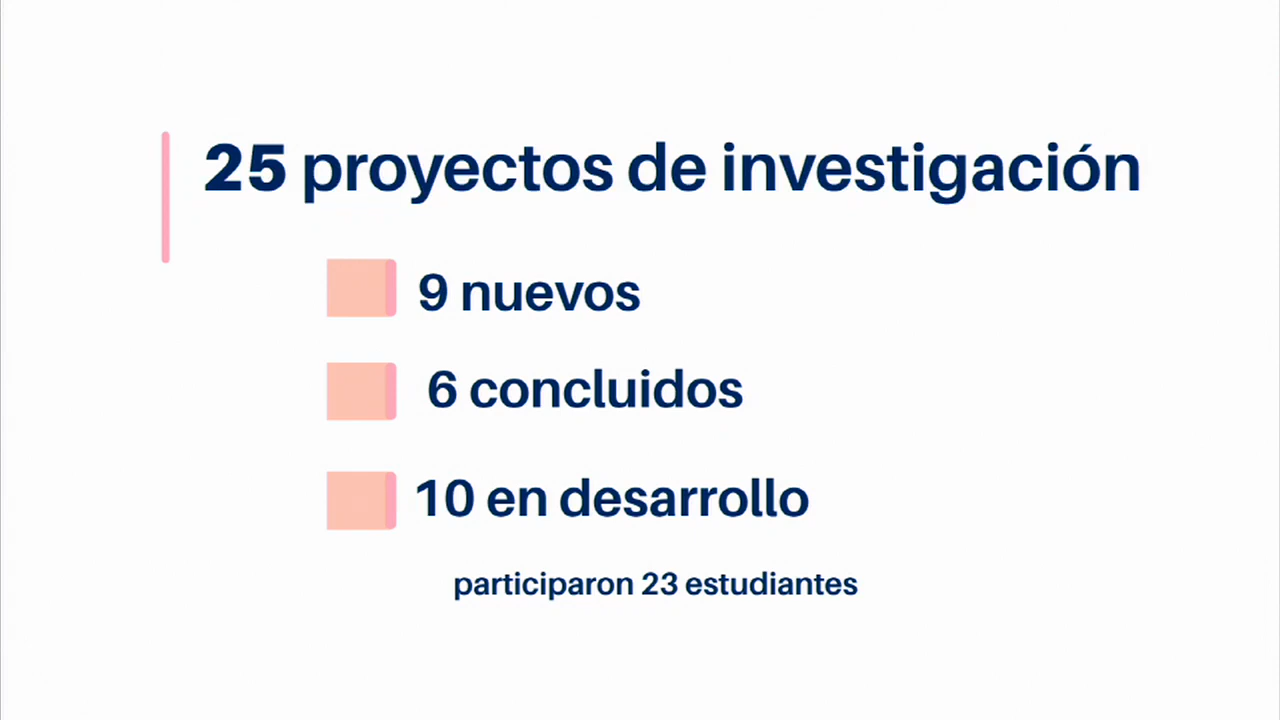 25 proyectos de investigación
9 nuevos
6 concluidos
10 en desarrollo
participaron 23 estudiantes